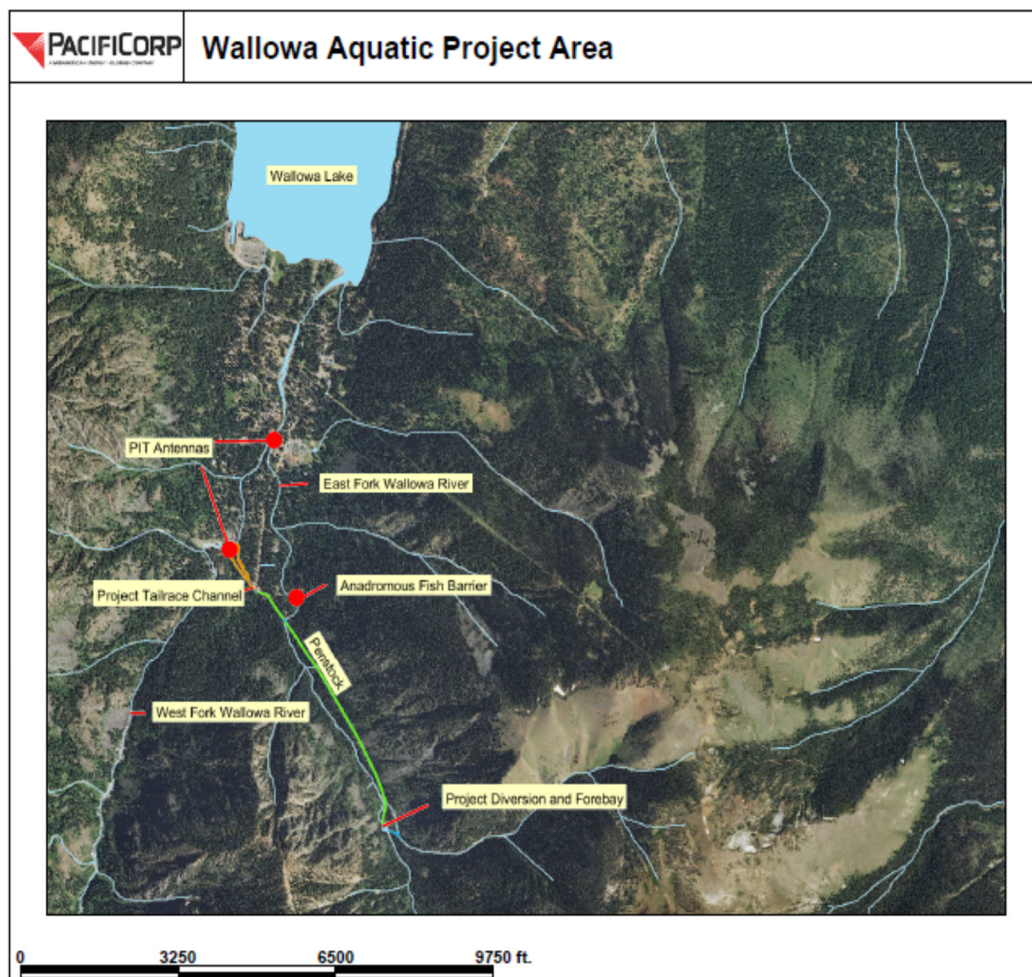 PACIFICORP
Wallowa Aquatic Project Area
Wallowa Lake
PIT Antennas
East Fork Wallowa River
Anadromous Fish Barrier
Project Tailrace Channel
Penstock
West Fork Wallowa River
Project Diversion and Forebay
0 3250 6500 9750 ft.